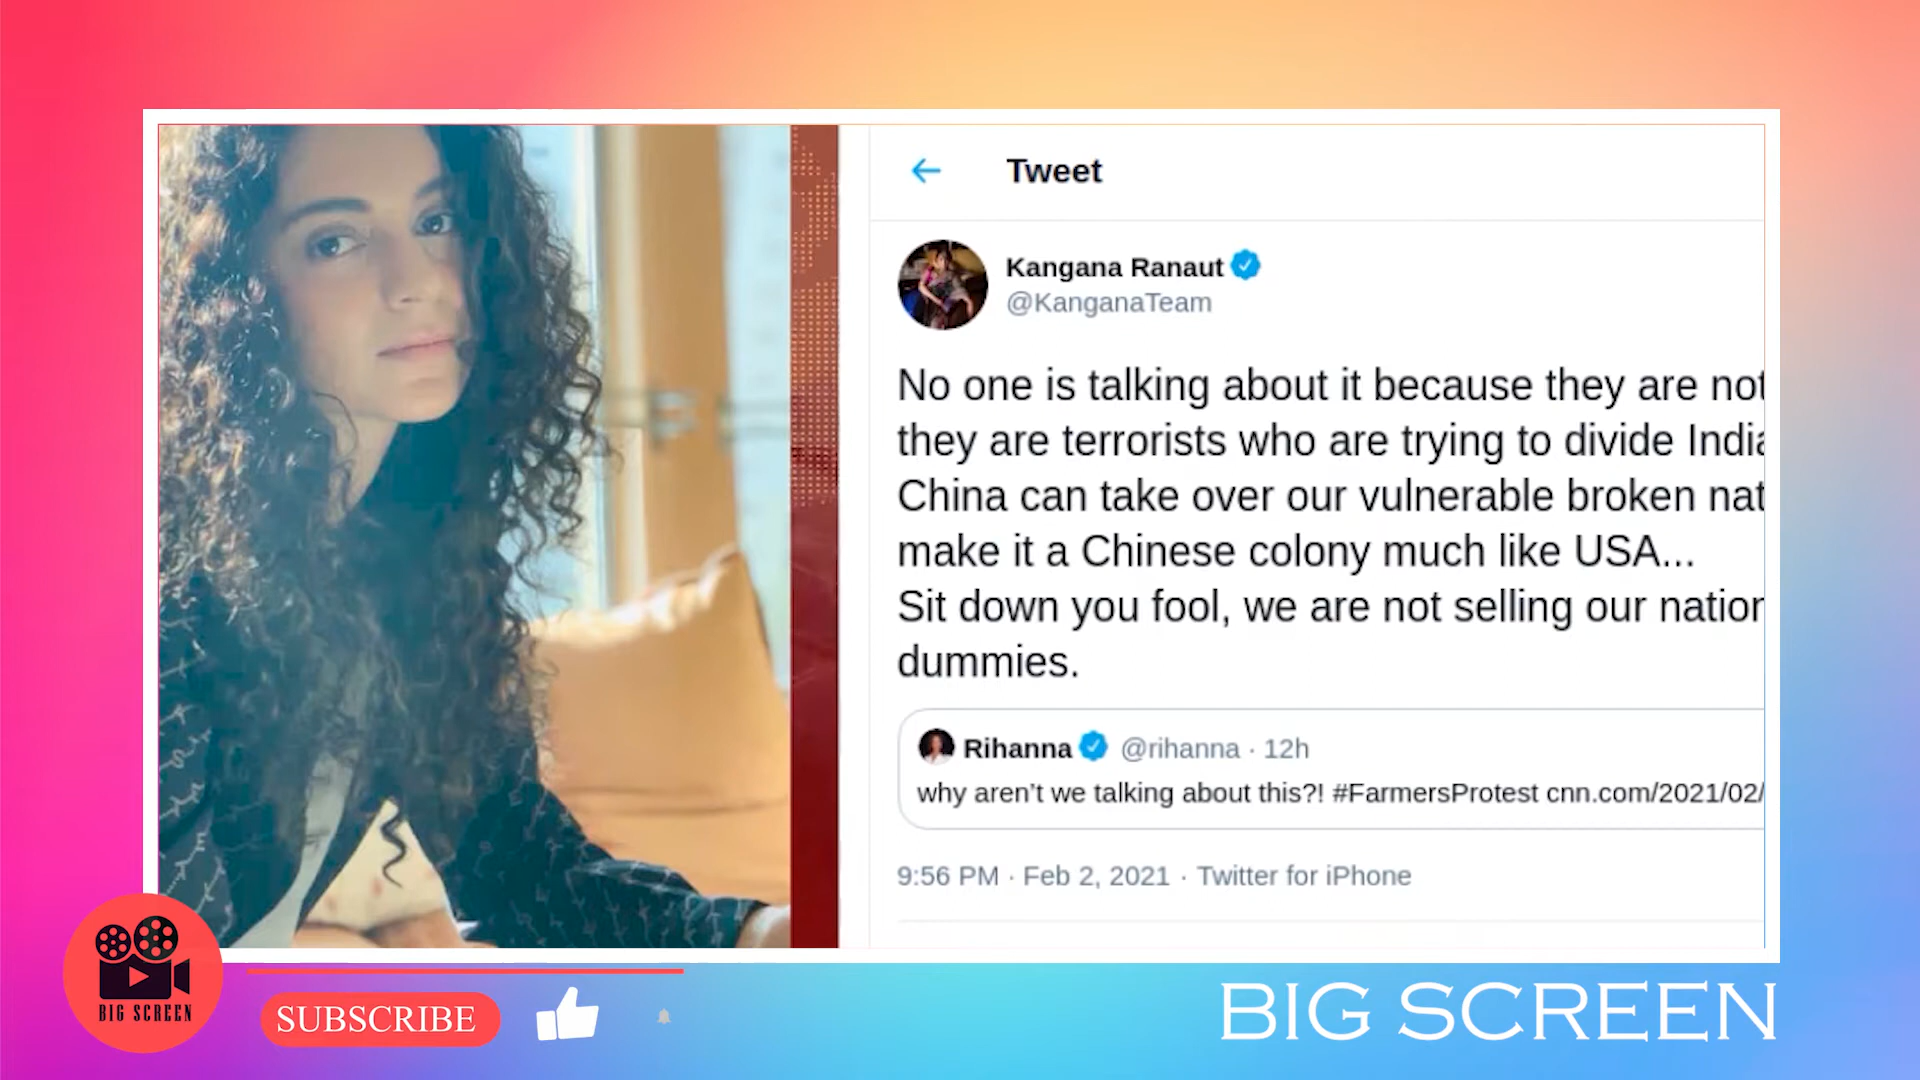 Tweet
Kangana Ranaut
@KanganaTeam
No one is talking about it because they are not
they are terrorists who are trying to divide India
China can take over our vulnerable broken nat
make it a Chinese colony much like USA...
Sit down you fool, we are not selling our nation
dummies.
Rihanna @rihanna · 12h
why aren't we talking about this?! #FarmersProtest cnn.com/2021/02/
9:56 PM · Feb 2, 2021 · Twitter for iPhone
BIG SCREEN
SUBSCRIBE
BIG SCREEN